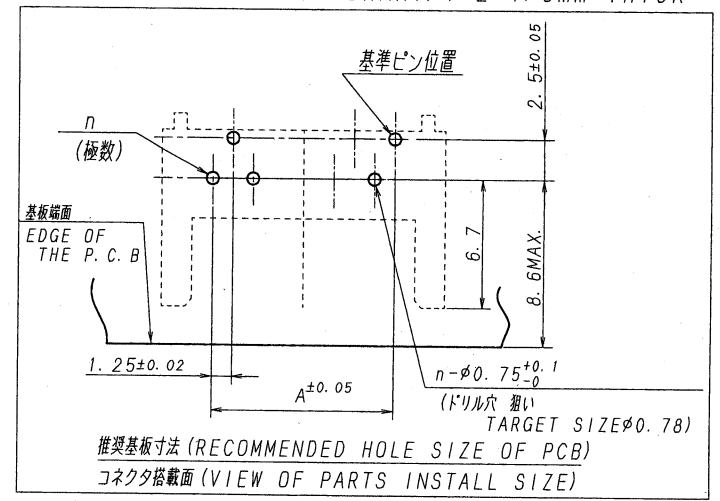 基準ピン位置
2.5±0.05
n
(極数)
基板端面
EDGE OF
THE P.C.B
6.7
8.6MAX.
1.25±0.02
A±0.05
n-φ0.75+0.1 -0
(ドリル穴 狙い
TARGET SIZEφ0.78)
推奨基板寸法(RECOMMENDED HOLE SIZE OF PCB)
コネクタ搭載面(VIEW OF PARTS INSTALL SIZE)